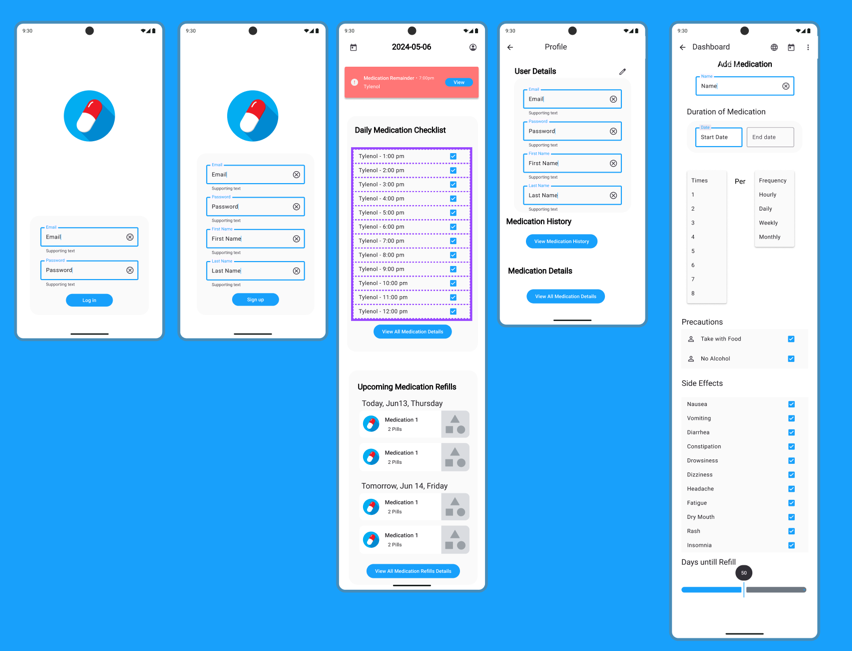 9:30
Email
Email
Supporting text
Password
Password
Supporting text
Log in
9:30
Email
Email
Supporting text
Password
Password
Supporting text
First Name
First Name
Supporting text
Last Name
Last Name
Supporting text
Sign up
9:30
2024-05-06
Medication Remainder - 7:00pm
Tylenol
View
Daily Medication Checklist
Tylenol - 1:00 pm
Tylenol - 2:00 pm
Tylenol - 3:00 pm
Tylenol - 4:00 pm
Tylenol - 5:00 pm
Tylenol - 6:00 pm
Tylenol - 7:00 pm
Tylenol - 8:00 pm
Tylenol - 9:00 pm
Tylenol - 10:00 pm
Tylenol - 11:00 pm
Tylenol - 12:00 pm
View All Medication Details
Upcoming Medication Refills
Today, Jun13, Thursday
Medication 1
2 Pills
Medication 1
2 Pills
Tomorrow, Jun 14, Friday
Medication 1
2 Pills
Medication 1
2 Pills
View All Medication Refills Details
9:30
Profile
User Details
Email
Email
Supporting text
Password
Password
Supporting text
First Name
First Name
Supporting text
Last Name
Last Name
Supporting text
Medication History
View Medication History
Medication Details
View All Medication Details
9:30
Dashboard
Add Medication
Name
Name
Duration of Medication
Date
Start Date
End date
Times
1
2
3
4
5
6
7
8
Per
Frequency
Hourly
Daily
Weekly
Monthly
Precautions
Take with Food
No Alcohol
Side Effects
Nausea
Vomiting
Diarrhea
Constipation
Drowsiness
Dizziness
Headache
Fatigue
Dry Mouth
Rash
Insomnia
Days untill Refill
50